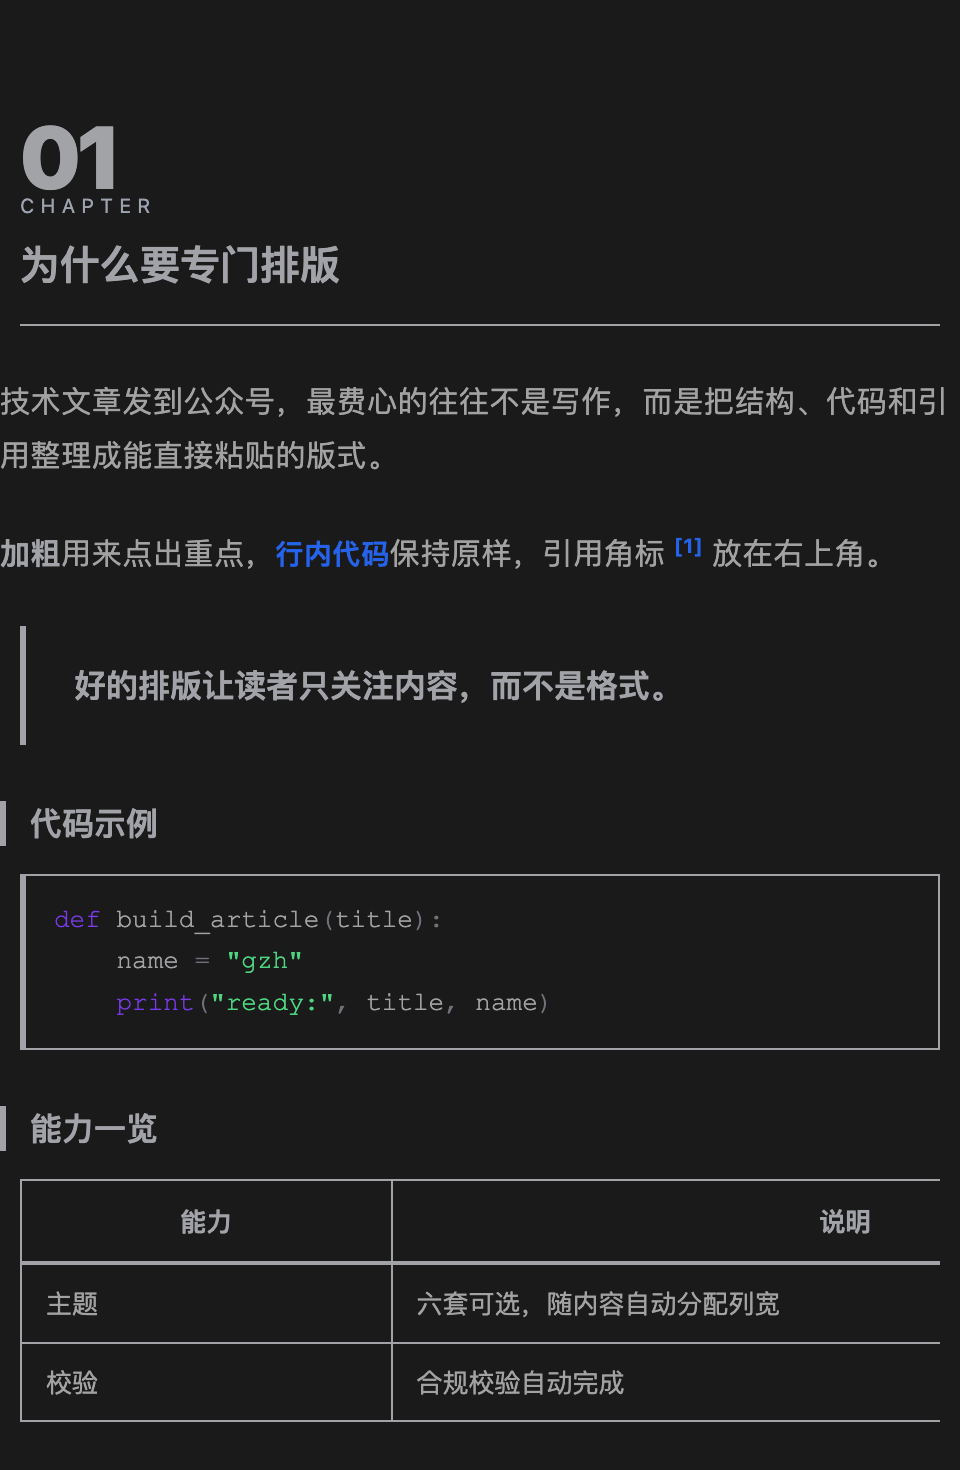 01
CHAPTER
为什么要专门排版
技术文章发到公众号，最费心的往往不是写作，而是把结构、代码和引
用整理成能直接粘贴的版式。
加粗用来点出重点，行内代码保持原样，引用角标 [1] 放在右上角。
好的排版让读者只关注内容，而不是格式。
代码示例
def build_article(title):
    name = "gzh"
    print("ready:", title, name)
能力一览
能力 说明
主题 六套可选，随内容自动分配列宽
校验 合规校验自动完成